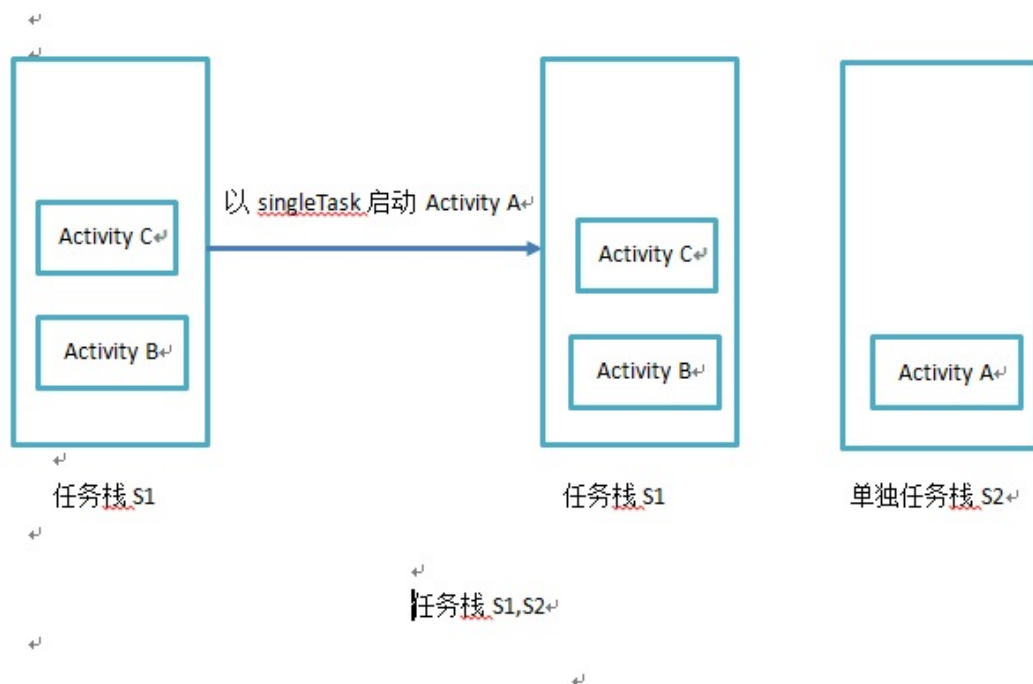 以 singleTask 启动 Activity A
Activity C
Activity B
Activity C
Activity B
Activity A
任务栈 S1
任务栈 S1
单独任务栈 S2
任务栈 S1,S2